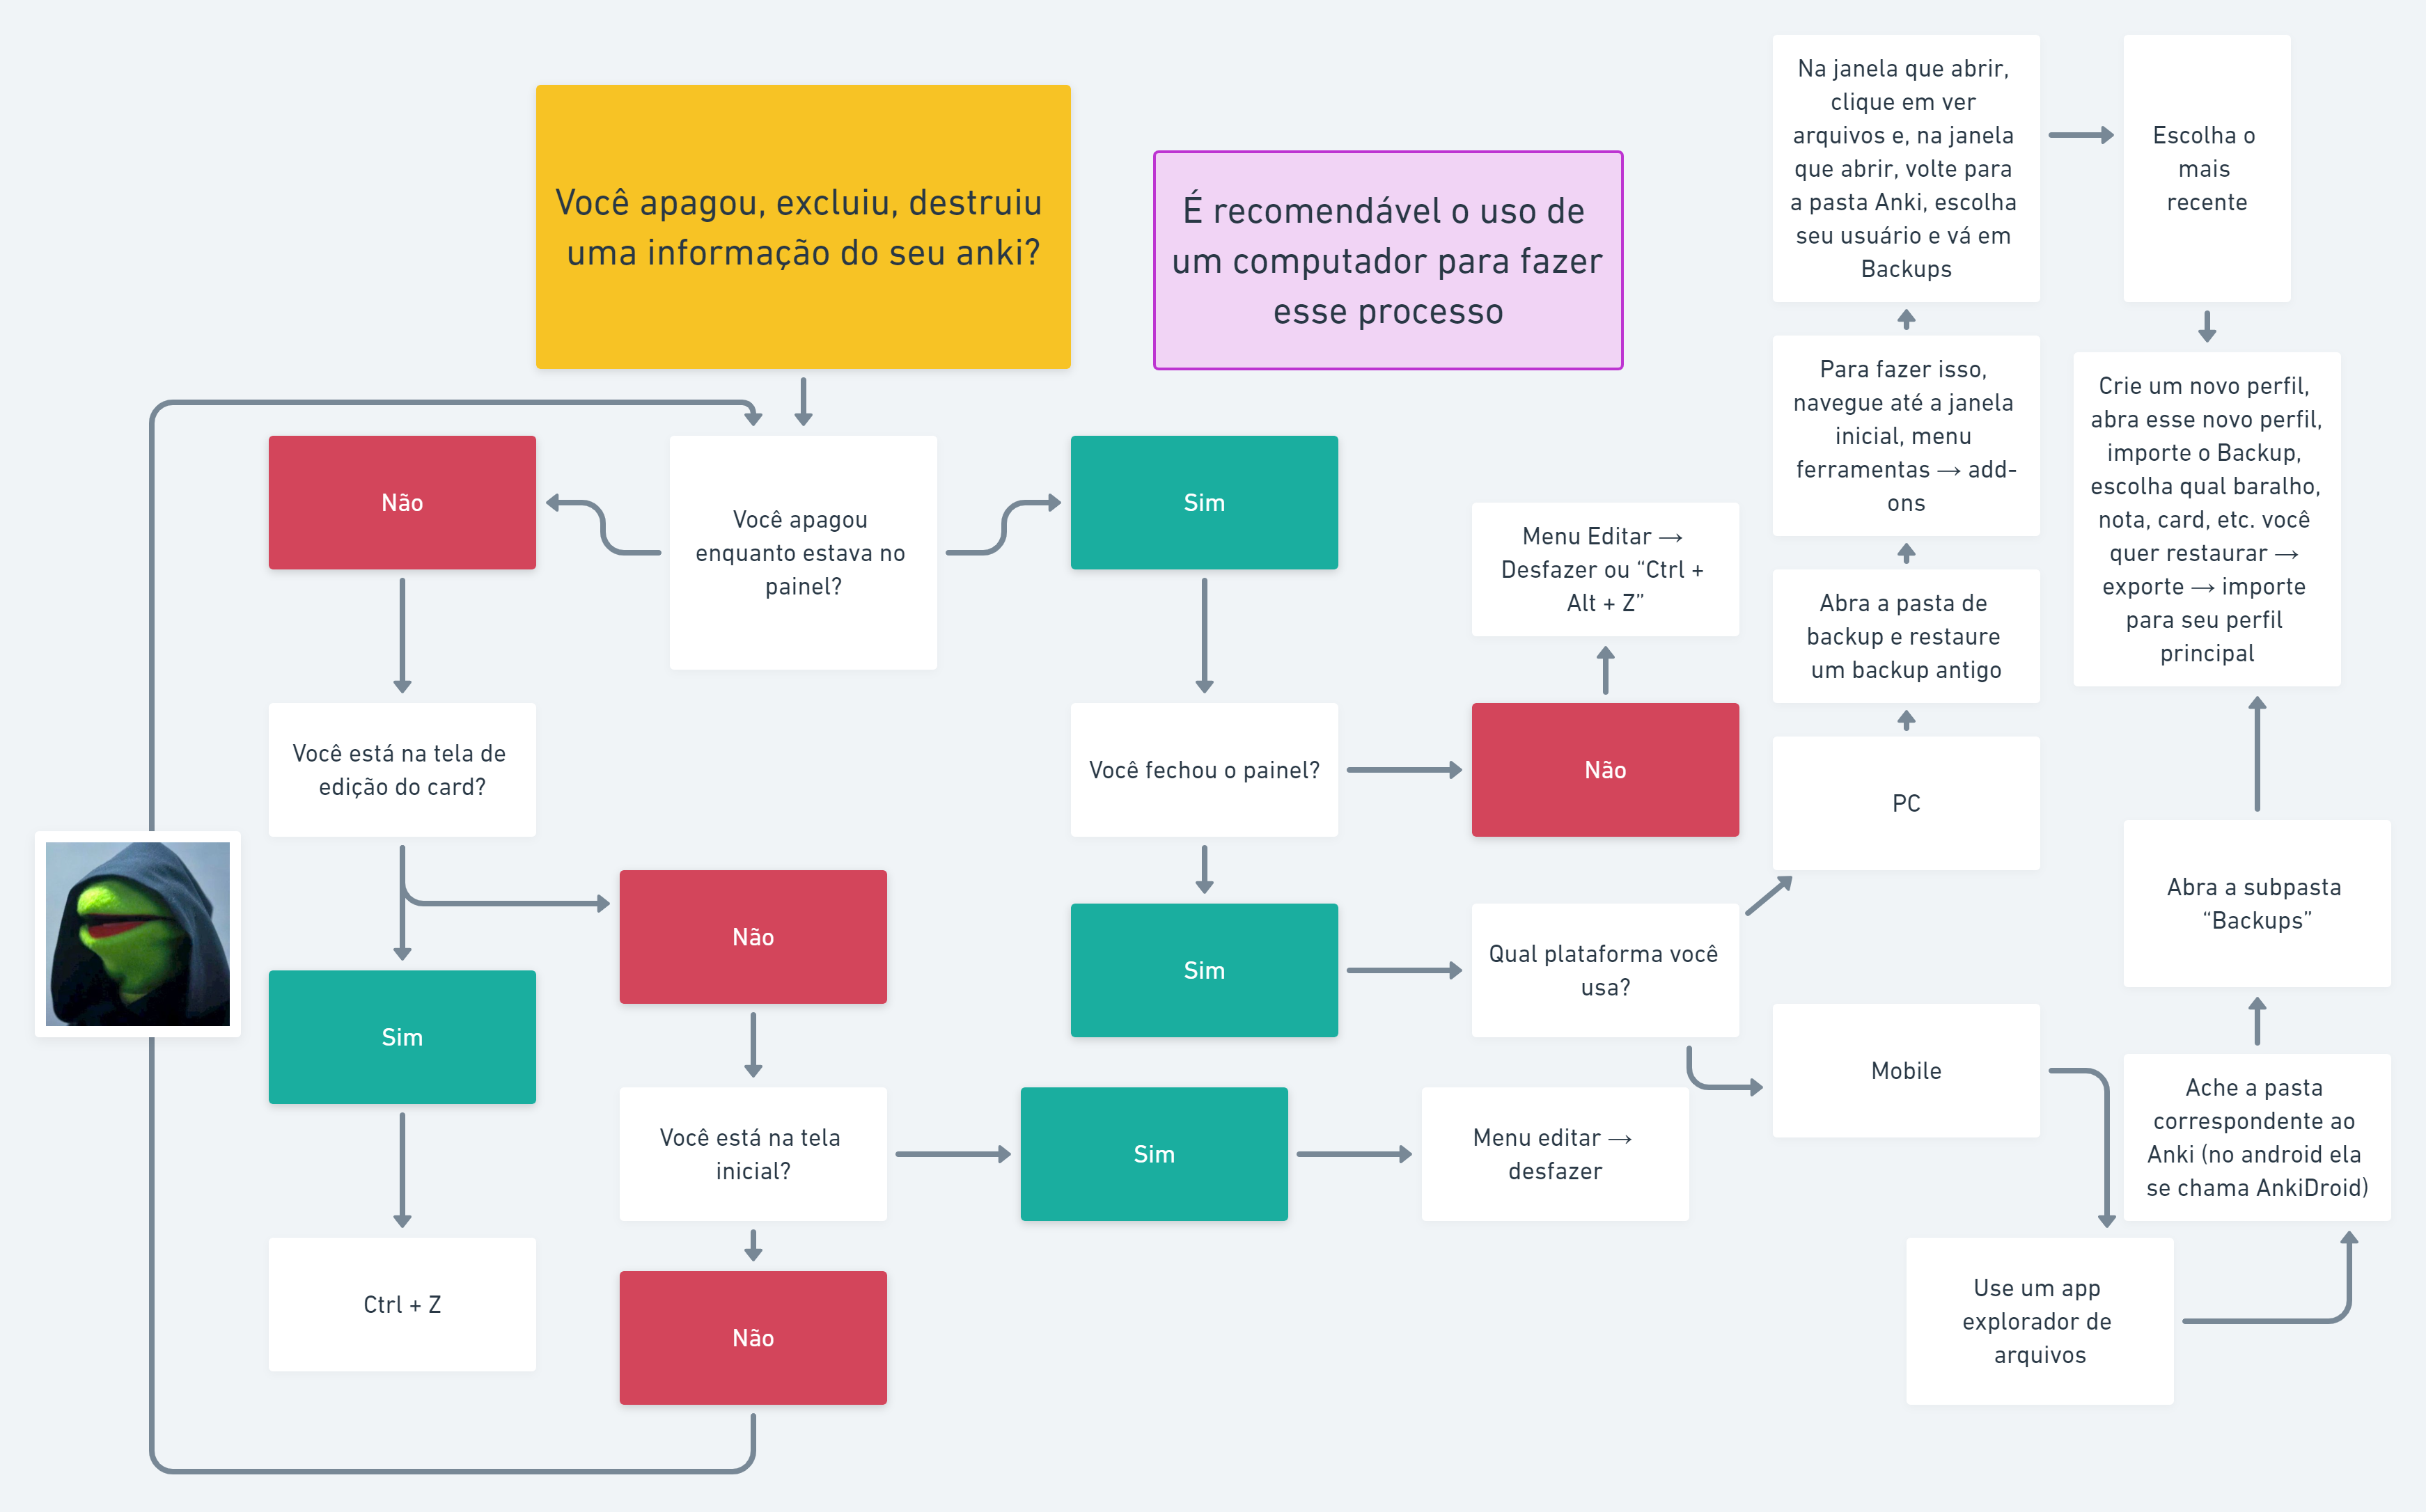 Você apagou, excluiu, destruiu
uma informação do seu anki?
É recomendável o uso de
um computador para fazer
esse processo
Não
Você apagou
enquanto estava no
painel?
Sim
Você está na tela de
edição do card?
Não
Sim
Ctrl + Z
Você está na tela
inicial?
Sim
Menu editar →
desfazer
Não
Você fechou o painel?
Não
Menu Editar →
Desfazer ou “Ctrl +
Alt + Z”
Sim
Qual plataforma você
usa?
PC
Abra a pasta de
backup e restaure
um backup antigo
Para fazer isso,
navegue até a janela
inicial, menu
ferramentas → add-
ons
Na janela que abrir,
clique em ver
arquivos e, na janela
que abrir, volte para
a pasta Anki, escolha
seu usuário e vá em
Backups
Escolha o
mais
recente
Crie um novo perfil,
abra esse novo perfil,
importe o Backup,
escolha qual baralho,
nota, card, etc. você
quer restaurar →
exporte → importe
para seu perfil
principal
Mobile
Use um app
explorador de
arquivos
Ache a pasta
correspondente ao
Anki (no android ela
se chama AnkiDroid)
Abra a subpasta
“Backups”